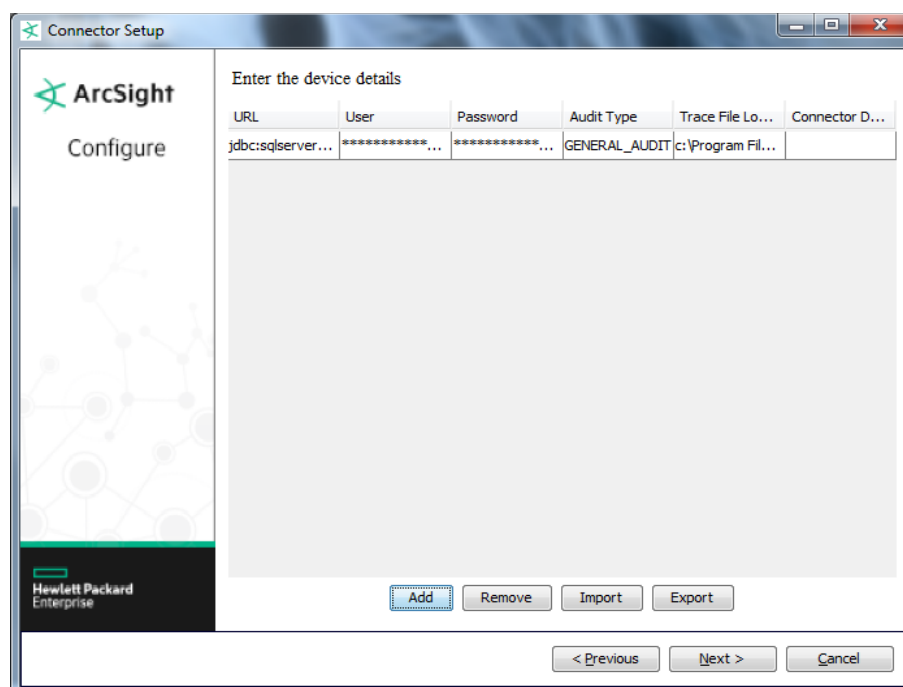 Connector Setup
ArcSight
Configure
Enter the device details
URL User Password Audit Type Trace File Lo... Connector D...
jdbc:sqlserver... ***********... ***********... GENERAL_AUDIT c:\Program Fil...
Hewlett Packard
Enterprise
Add Remove Import Export
< Previous Next > Cancel